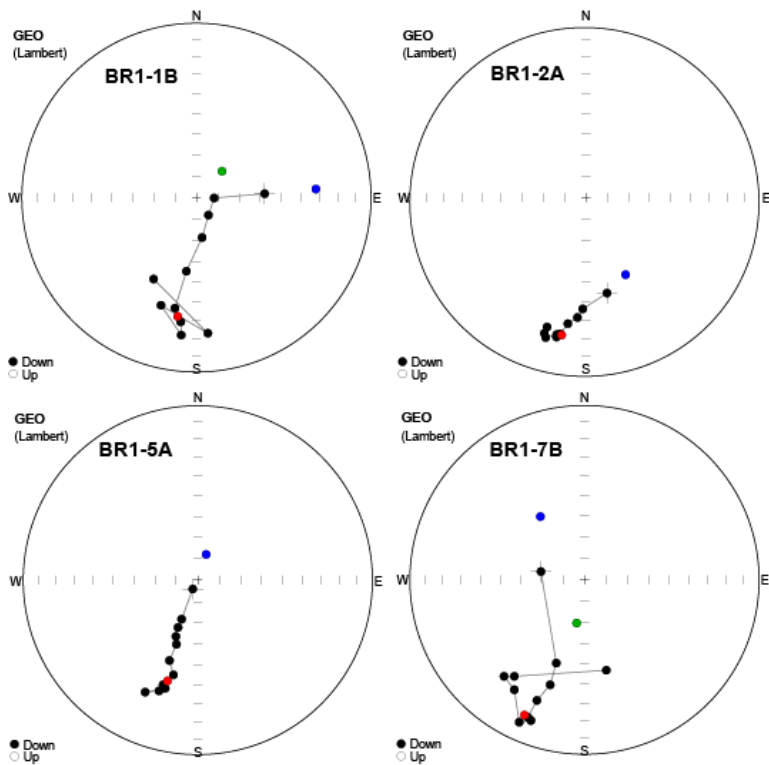 N
GEO
(Lambert)
BR1-1B
W
E
S
Down
Up
N
GEO
(Lambert)
BR1-2A
W
E
S
Down
Up
N
GEO
(Lambert)
BR1-5A
W
E
S
Down
Up
N
GEO
(Lambert)
BR1-7B
W
E
S
Down
Up